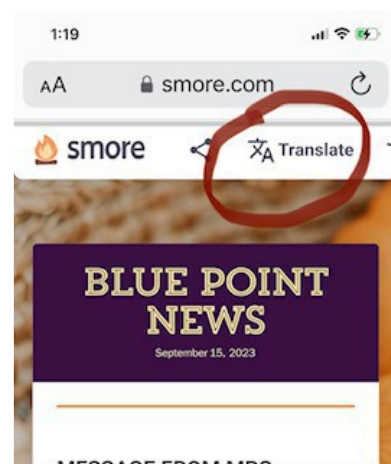 1:19
AA smore.com
smore Translate
BLUE POINT
NEWS
September 15, 2023